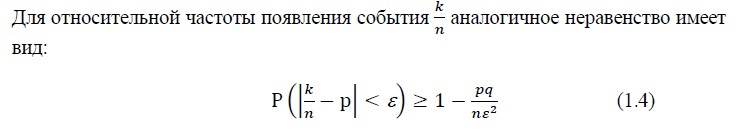 Для относительной частоты появления события k/n аналогичное неравенство имеет
вид:
P(|k/n − p| < ε) ≥ 1 − pq/nε² (1.4)